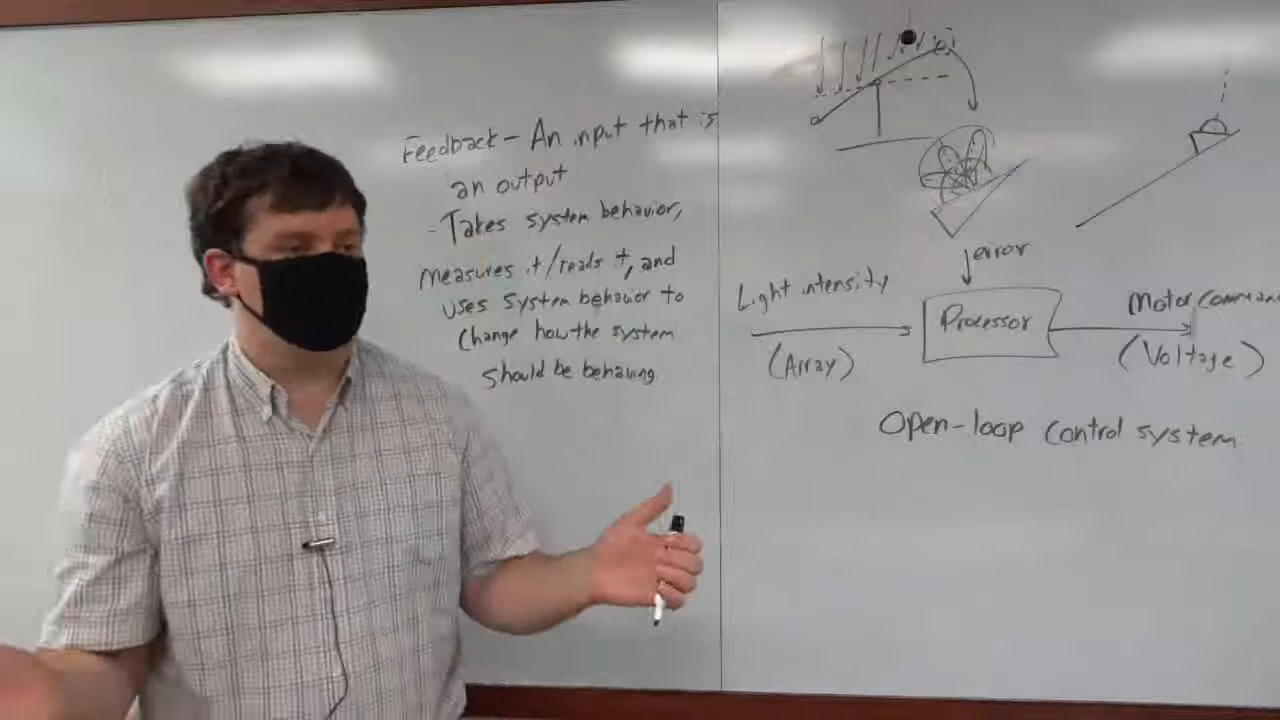 Feedback - An input that is
an output
- Takes system behavior,
measures it/reads it, and
uses system behavior to
change how the system
should be behaving
error
Light intensity
(Array)
Processor
Motor comman
(Voltage)
Open-loop control system